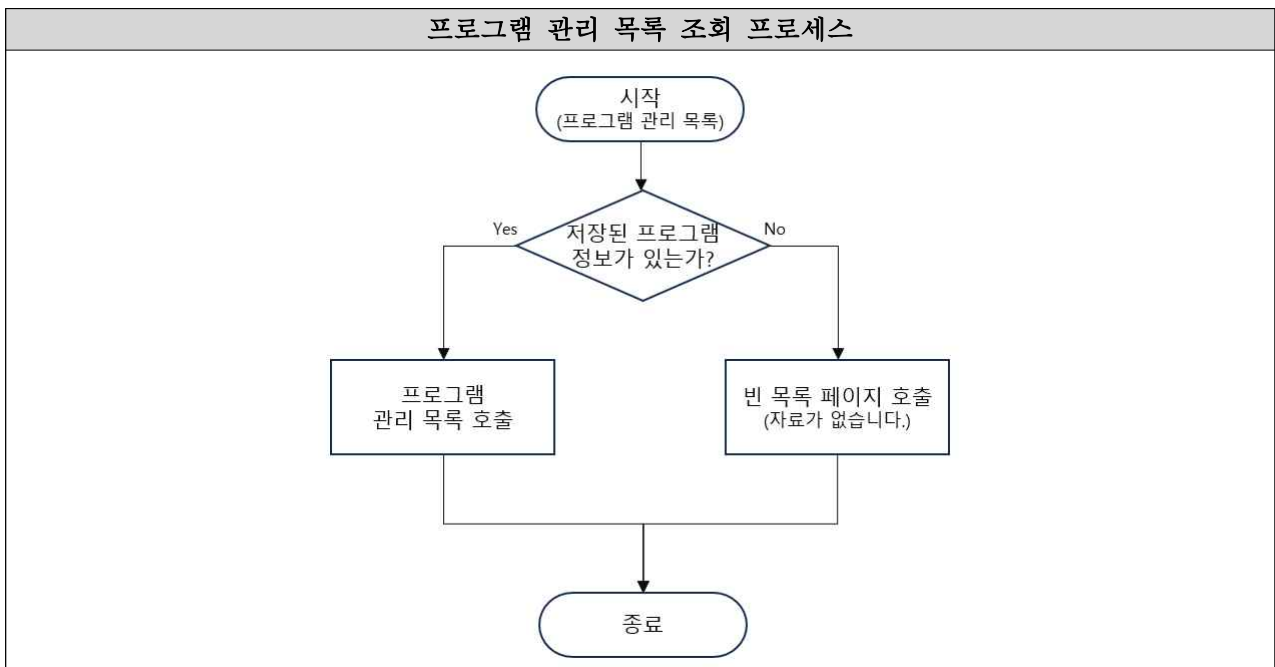 프로그램 관리 목록 조회 프로세스
시작
(프로그램 관리 목록)
저장된 프로그램
정보가 있는가?
Yes
No
프로그램
관리 목록 호출
빈 목록 페이지 호출
(자료가 없습니다.)
종료